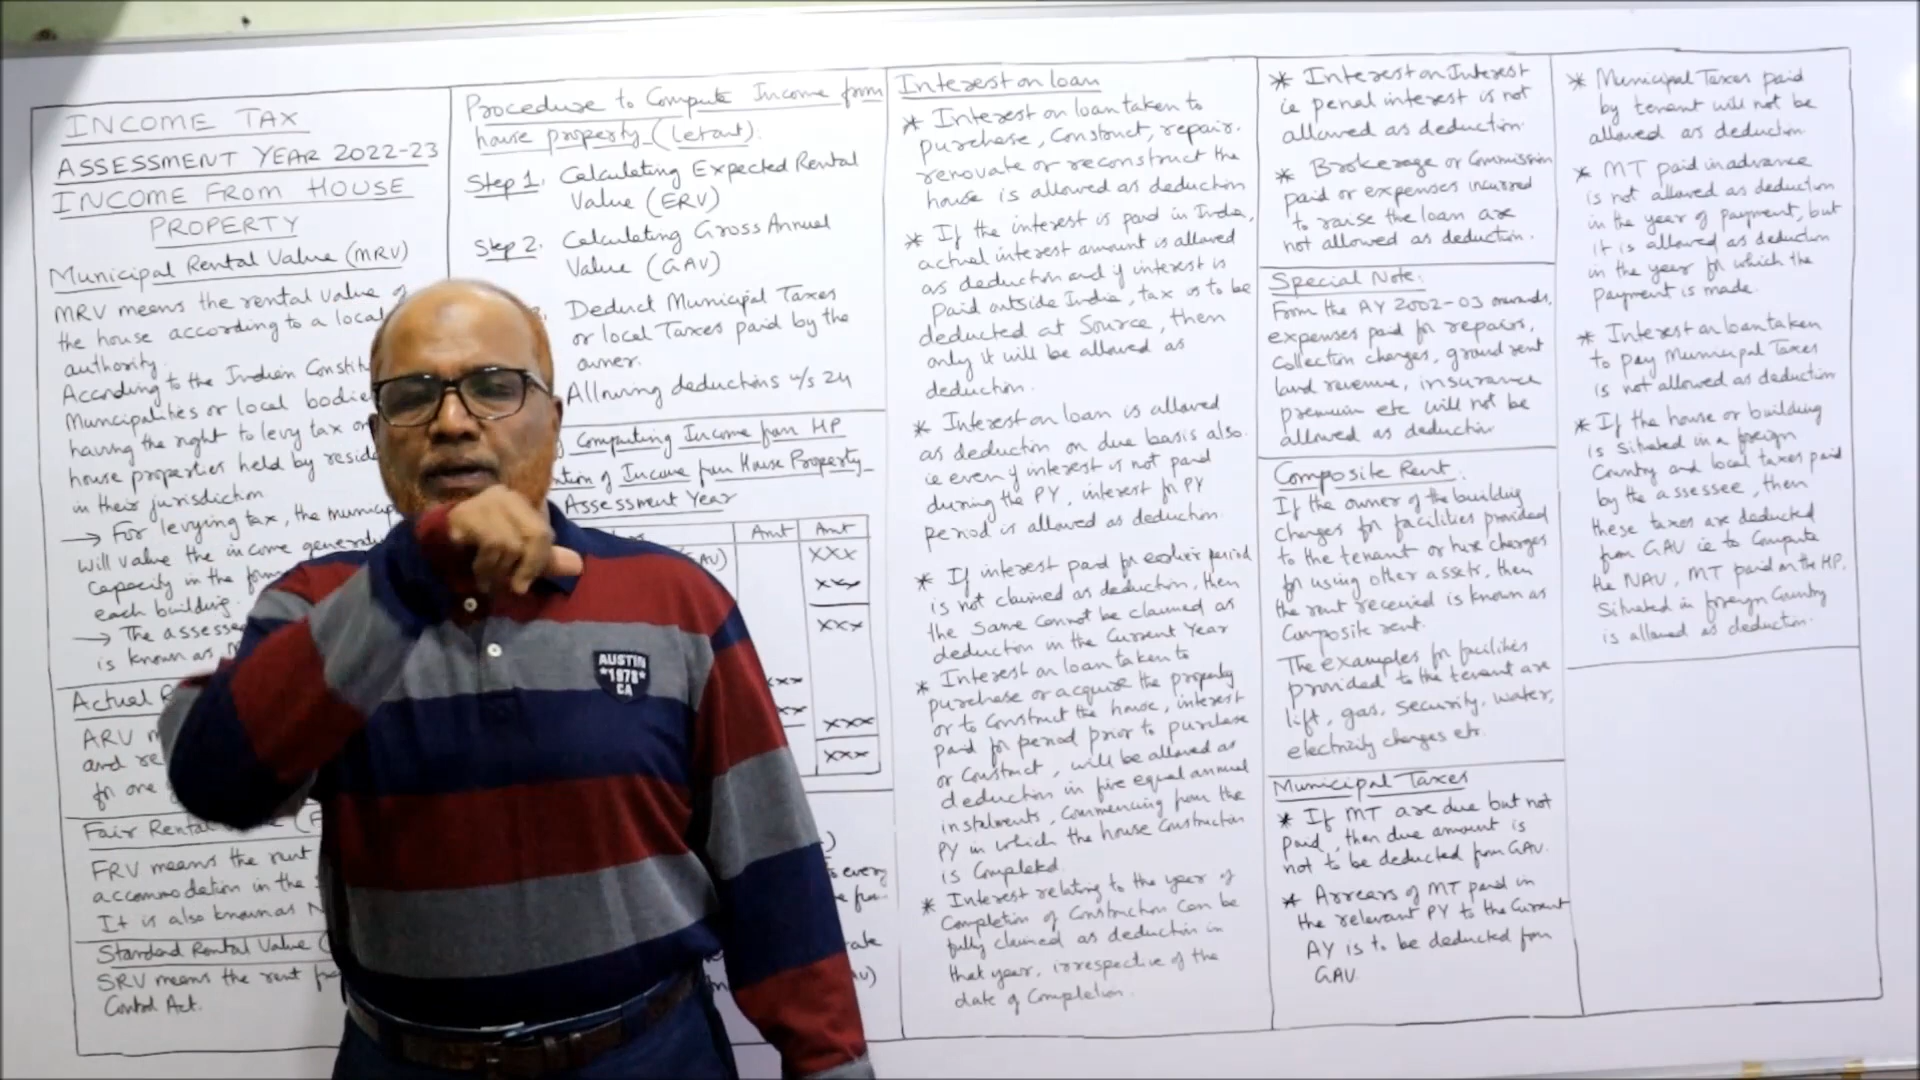 INCOME TAX
ASSESSMENT YEAR 2022-23
INCOME FROM HOUSE
PROPERTY
Municipal Rental Value (MRV)
MRV means the rental value
the house according to a local
authority.
According to the Indian
Municipalities or local
having the right to levy tax
house properties held by
in their jurisdiction
→ For levying tax, the
will value the income
capacity in the
each building.
→ The
is known as
Actual
ARV
and
for one
Fair Rental
FRV means the rent
accommodation in the
It is also known as
Standard Rental Value (
SRV means the rent
Control Act.
Procedure to Compute Income from
house property (letout).
Step 1. Calculating Expected Rental
Value (ERV)
Step 2. Calculating Gross Annual
Value (GAV)
Deduct Municipal Taxes
or local Taxes paid by the
owner.
Allowing deductions u/s 24
Computing Income from HP
of Income from House Property
Assessment Year
Amt Amt
XXX
XXX
XXX
XXX
XXX
XXX
every
Interest on loan
* Interest on loan taken to
purchase, Construct, repair.
renovate or reconstruct the
house is allowed as deduction
* If the interest is paid in India,
actual interest amount is allowed
as deduction and if interest is
Paid outside India, tax is to be
deducted at Source, then
only it will be allowed as
deduction.
* Interest on loan is allowed
as deduction on due basis also.
ie even if interest is not paid
during the PY, interest for PY
period is allowed as deduction.
* If interest paid for earlier period
is not claimed as deduction, then
the same cannot be claimed as
deduction in the Current Year
* Interest on loan taken to
purchase or acquire the property
or to Construct the house, interest
paid for period prior to purchase
or Construct, will be allowed as
deduction in five equal annual
instalments, Commencing from the
PY in which the house Construction
is Completed.
* Interest relating to the year of
Completion of Construction Can be
fully claimed as deduction in
that year, irrespective of the
date of Completion.
* Interest on Interest
ie penal interest is not
allowed as deduction.
* Brokerage or Commission
paid or expenses incurred
to raise the loan are
not allowed as deduction.
Special Note:
From the AY 2002-03 onwards,
expenses paid for repairs,
Collection charges, ground rent
land revenue, insurance
premium etc will not be
allowed as deduction
Composite Rent:
If the owner of the building
charges for facilities provided
to the tenant or hire charges
for using other assets, then
the rent received is known as
Composite rent.
The examples for facilities
provided to the tenant are
lift, gas, security, water,
electricity charges etc.
Municipal Taxes
* If MT are due but not
paid, then due amount is
not to be deducted from GAV.
* Arrears of MT paid in
the relevant PY to the Current
AY is to be deducted from
GAV.
* Municipal Taxes paid
by tenant will not be
allowed as deduction
* MT paid in advance
is not allowed as deduction
in the year of payment, but
it is allowed as deduction
in the year for which the
payment is made.
* Interest on loan taken
to pay Municipal Taxes
is not allowed as deduction
* If the house or building
is Situated in a foreign
Country and local taxes paid
by the assessee, then
these taxes are deducted
from GAV ie to Compute
the NAV, MT paid on the HP.
Situated in foreign Country
is allowed as deduction.
AUSTIN
*1978*
CA